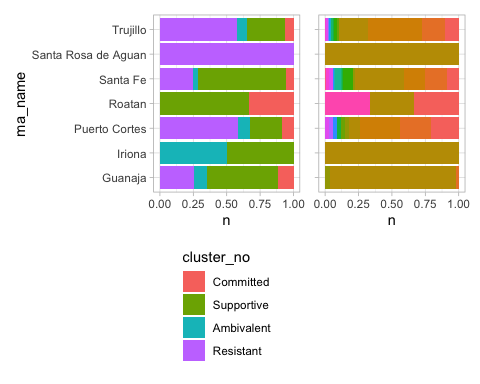 ma_name
Trujillo
Santa Rosa de Aguan
Santa Fe
Roatan
Puerto Cortes
Iriona
Guanaja
0.00 0.25 0.50 0.75 1.00
0.00 0.25 0.50 0.75 1.00
n
n
cluster_no
Committed
Supportive
Ambivalent
Resistant